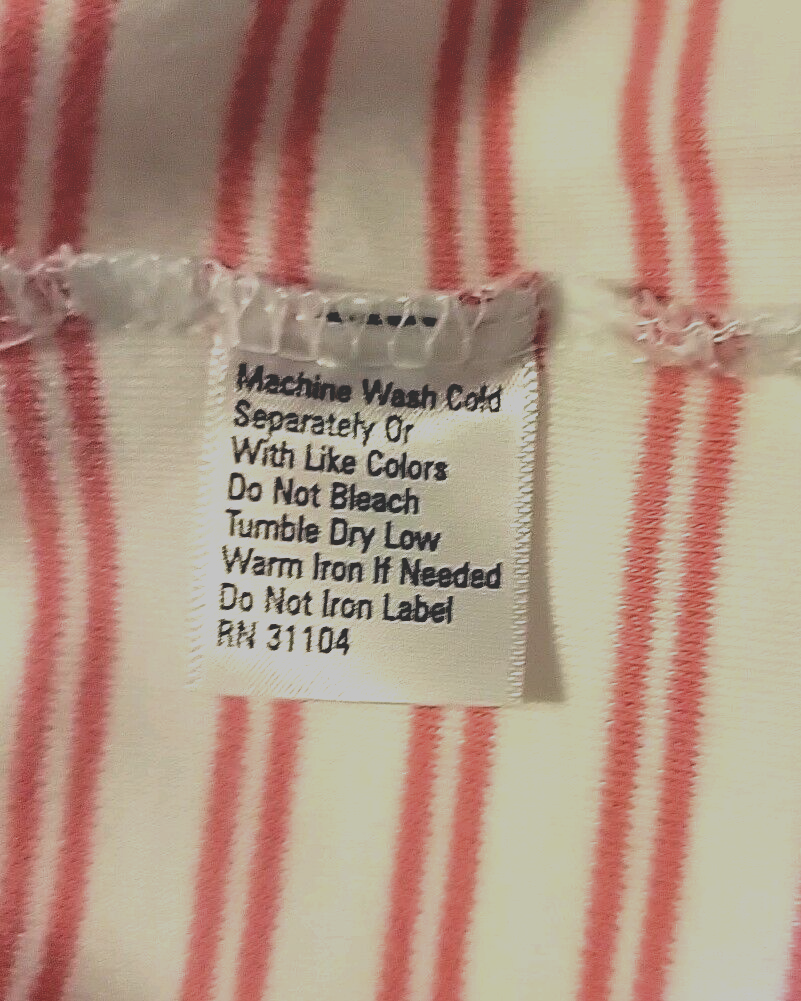 Machine Wash Cold
Separately Or
With Like Colors
Do Not Bleach
Tumble Dry Low
Warm Iron If Needed
Do Not Iron Label
RN 31104